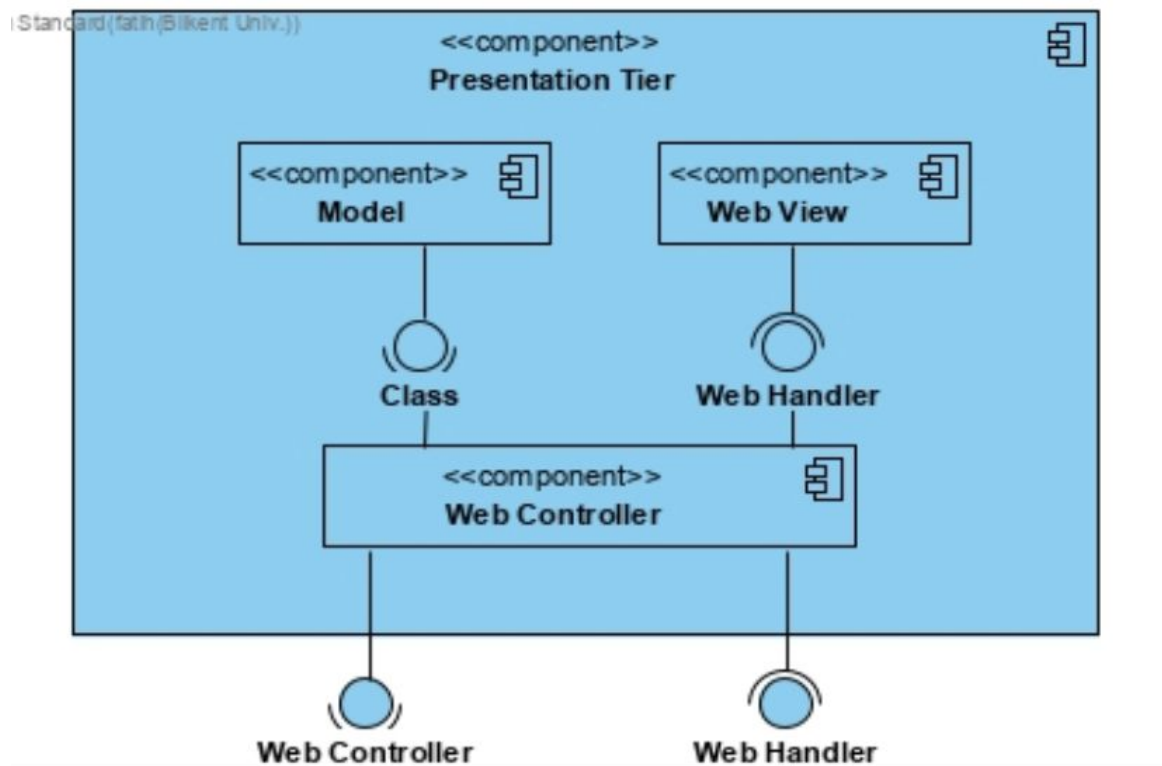 Standard(fatih(Bilkent Univ.))
<<component>>
Presentation Tier
<<component>>
Model
<<component>>
Web View
Class
Web Handler
<<component>>
Web Controller
Web Controller
Web Handler